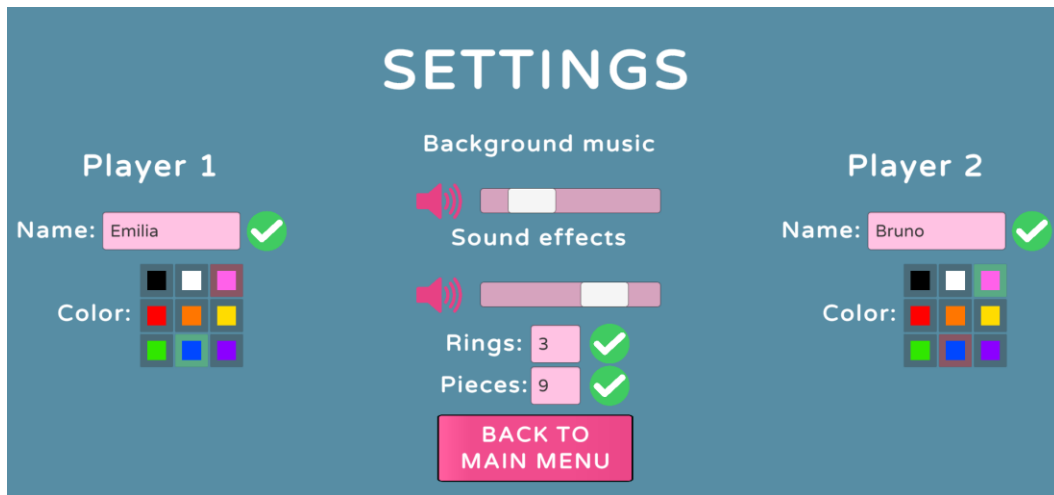 SETTINGS
Player 1
Name: Emilia
Color:
Background music
Sound effects
Rings: 3
Pieces: 9
BACK TO
MAIN MENU
Player 2
Name: Bruno
Color: